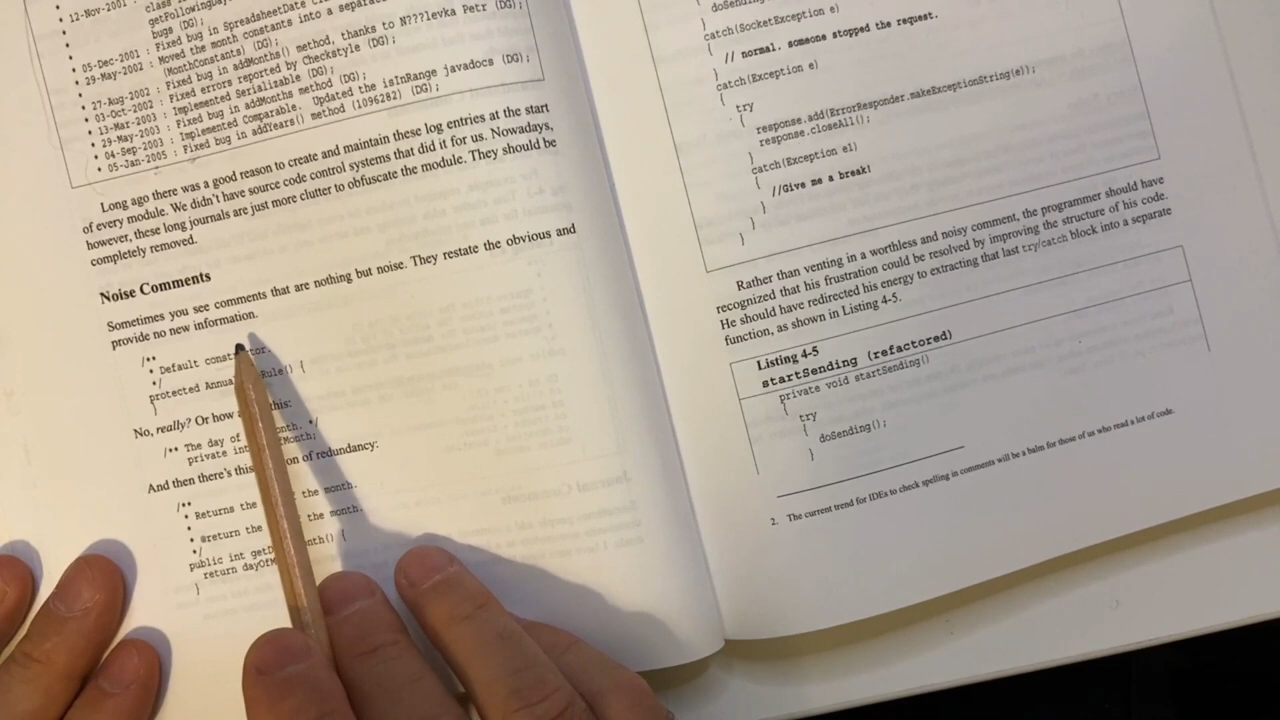 12-Nov-2001 :
class
getFollowingDay
bugs (DG);
05-Dec-2001 : Fixed bug in SpreadsheetDate
29-May-2002 : Moved the month constants into a separate
(MonthConstants) (DG);
27-Aug-2002 : Fixed bug in addMonths() method, thanks to N???levka Petr (DG);
03-Oct-2002 : Fixed errors reported by Checkstyle (DG);
13-Mar-2003 : Implemented Serializable (DG);
29-May-2003 : Fixed bug in addMonths method (DG);
04-Sep-2003 : Implemented Comparable. Updated the isInRange javadocs (DG);
05-Jan-2005 : Fixed bug in addYears() method (1096282) (DG);
Long ago there was a good reason to create and maintain these log entries at the start
of every module. We didn't have source code control systems that did it for us. Nowadays,
however, these long journals are just more clutter to obfuscate the module. They should be
completely removed.
Noise Comments
Sometimes you see comments that are nothing but noise. They restate the obvious and
provide no new information.
/**
* Default constructor.
*/
protected Annua Rule() {
}
No, really? Or how this:
/** The day of onth. */
private int Month;
And then there's this on of redundancy:
/**
* Returns the the month.
*
* @return the the month.
*/
public int getD nth() {
return dayOfM
}
doSending
}
catch(SocketException e)
{
// normal. someone stopped the request.
}
catch(Exception e)
{
try
{
response.add(ErrorResponder.makeExceptionString(e));
response.closeAll();
}
catch(Exception e1)
{
//Give me a break!
}
}
}
Rather than venting in a worthless and noisy comment, the programmer should have
recognized that his frustration could be resolved by improving the structure of his code.
He should have redirected his energy to extracting that last try/catch block into a separate
function, as shown in Listing 4-5.
Listing 4-5
startSending (refactored)
private void startSending()
{
try
{
doSending();
}
2. The current trend for IDEs to check spelling in comments will be a balm for those of us who read a lot of code.